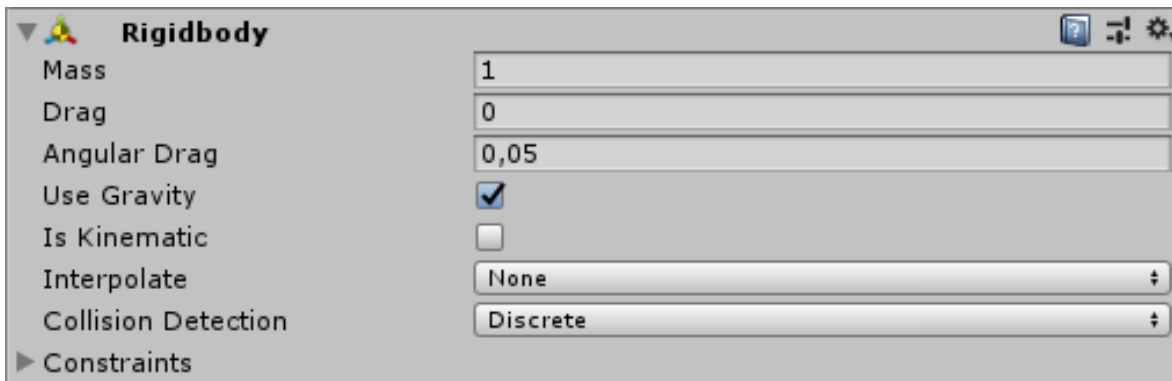 Rigidbody
Mass 1
Drag 0
Angular Drag 0,05
Use Gravity
Is Kinematic
Interpolate None
Collision Detection Discrete
Constraints